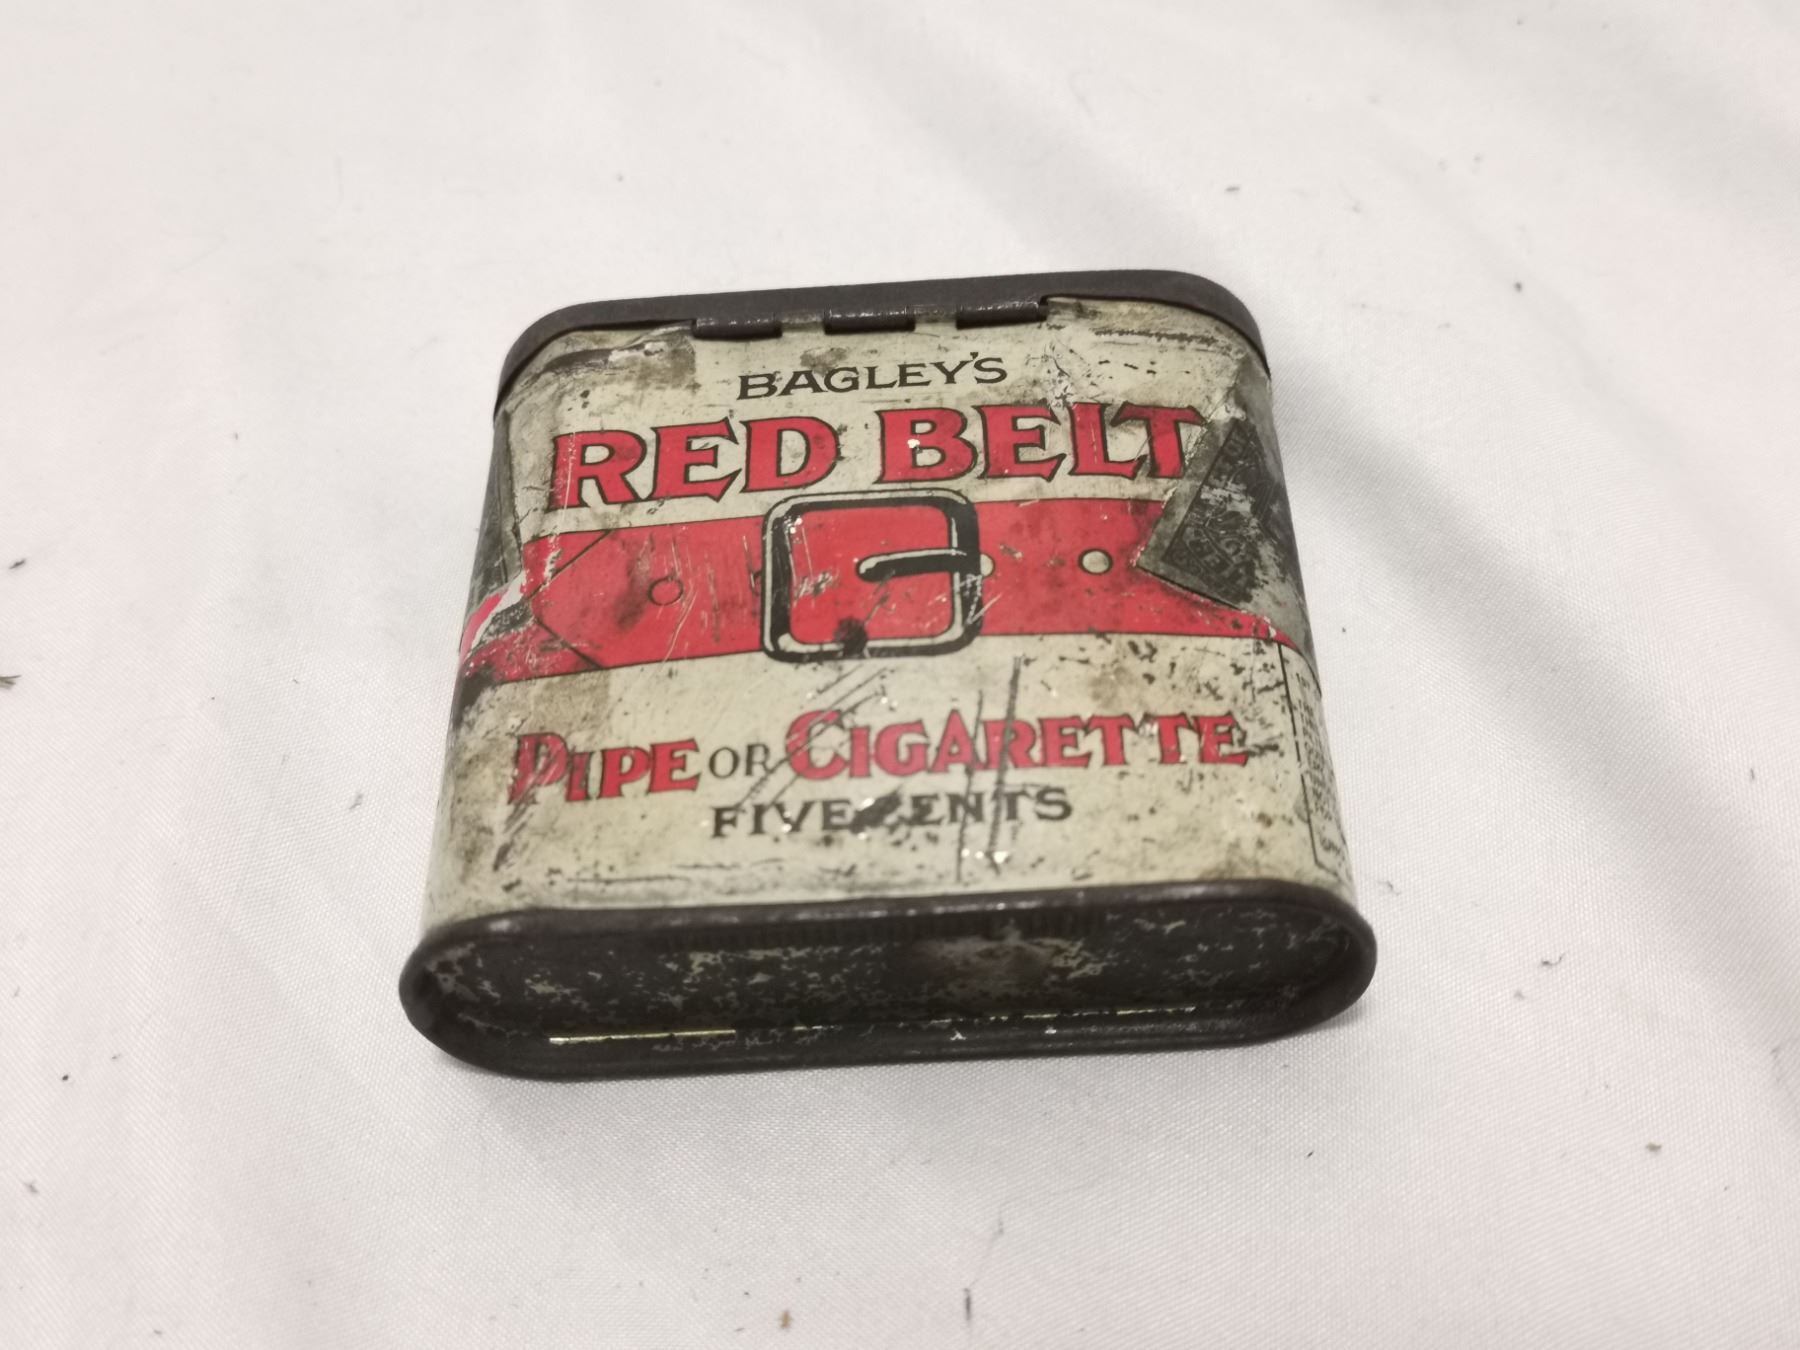 BAGLEY'S
RED BELT
PIPE OR CIGARETTE
FIVE CENTS